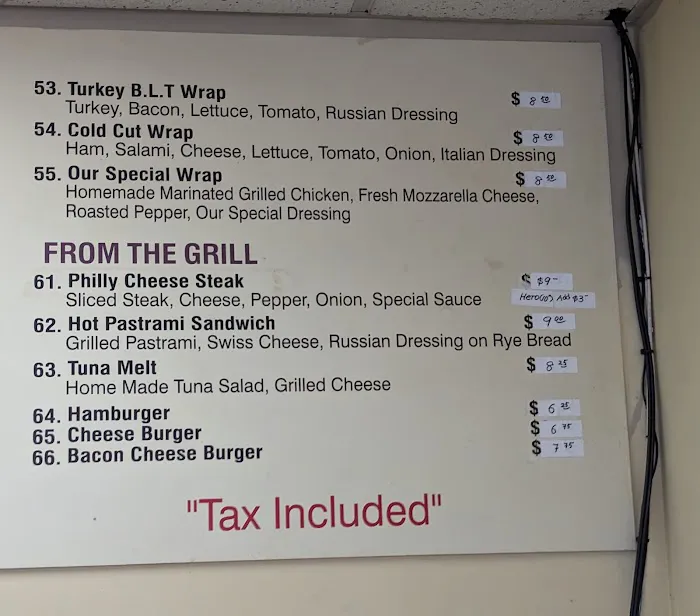 53. Turkey B.L.T Wrap $ 8 50
Turkey, Bacon, Lettuce, Tomato, Russian Dressing
54. Cold Cut Wrap $ 8 50
Ham, Salami, Cheese, Lettuce, Tomato, Onion, Italian Dressing
55. Our Special Wrap $ 8 50
Homemade Marinated Grilled Chicken, Fresh Mozzarella Cheese,
Roasted Pepper, Our Special Dressing
FROM THE GRILL
61. Philly Cheese Steak $ $9-
Sliced Steak, Cheese, Pepper, Onion, Special Sauce Add $3-
62. Hot Pastrami Sandwich $ 9 00
Grilled Pastrami, Swiss Cheese, Russian Dressing on Rye Bread
63. Tuna Melt $ 8 25
Home Made Tuna Salad, Grilled Cheese
64. Hamburger $ 6 25
65. Cheese Burger $ 6 75
66. Bacon Cheese Burger $ 7 75
"Tax Included"